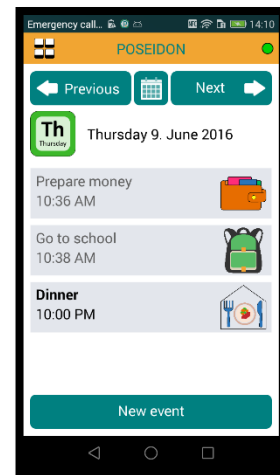 Emergency call... 14:10
POSEIDON
Previous Next
Th
Thursday
Thursday 9. June 2016
Prepare money
10:36 AM
Go to school
10:38 AM
Dinner
10:00 PM
New event